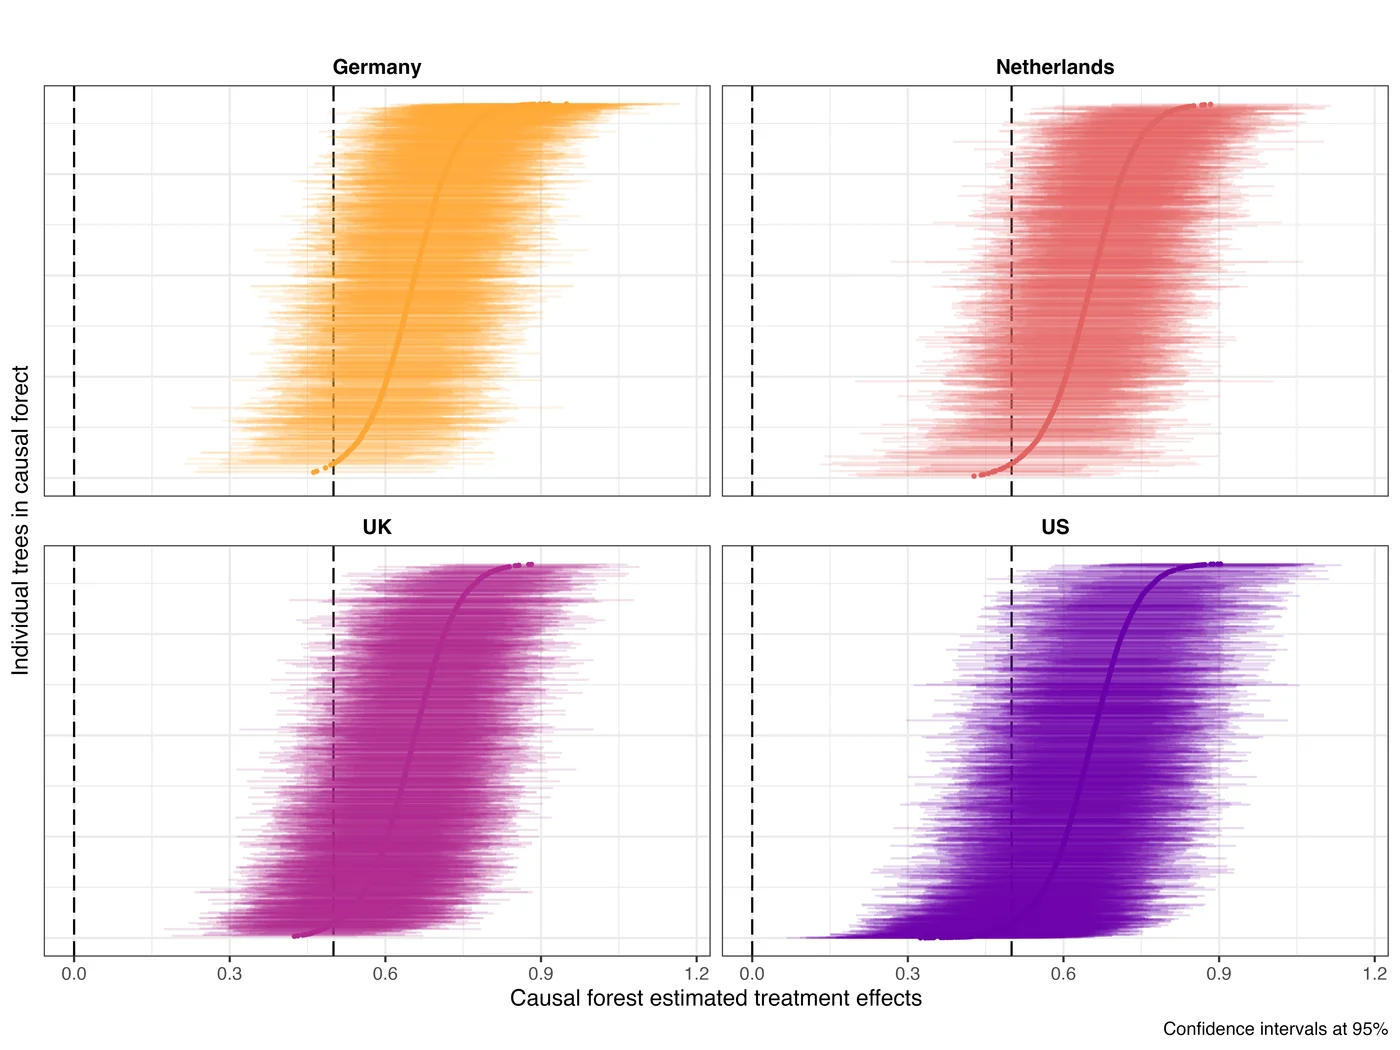 Germany
Netherlands
Individual trees in causal forect
UK
US
0.0 0.3 0.6 0.9 1.2
0.0 0.3 0.6 0.9 1.2
Causal forest estimated treatment effects
Confidence intervals at 95%